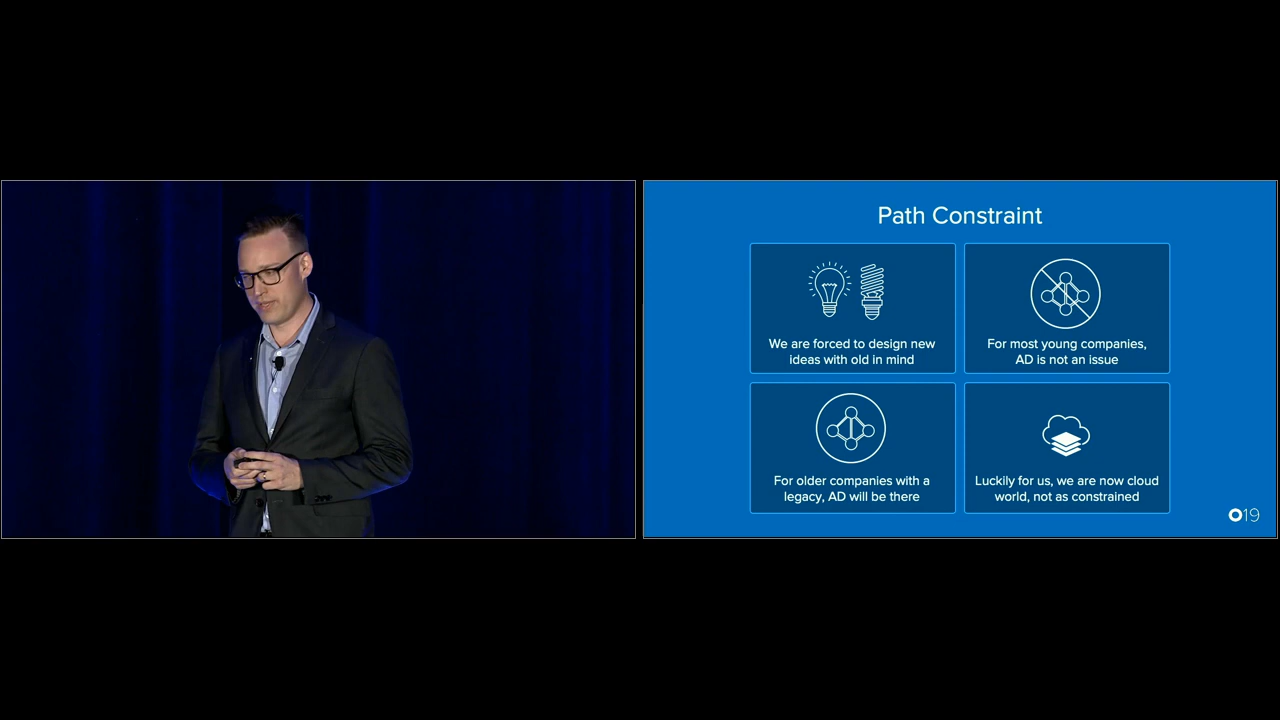 Path Constraint
We are forced to design new
ideas with old in mind
For most young companies,
AD is not an issue
For older companies with a
legacy, AD will be there
Luckily for us, we are now cloud
world, not as constrained
O19